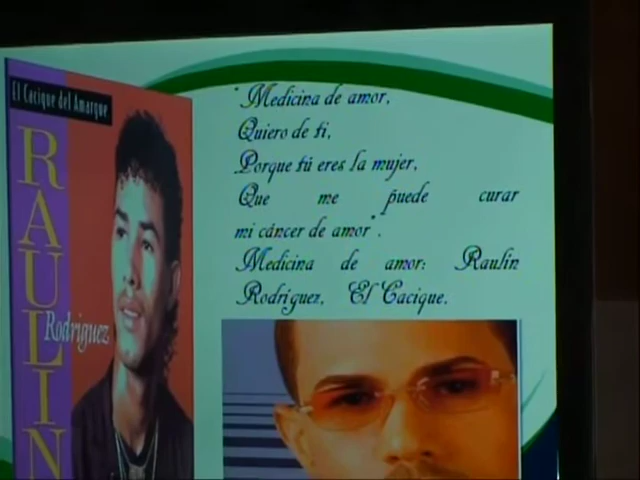 El Cacique del Amargue
RAULIN
Rodriguez
"Medicina de amor,
Quiero de ti,
Porque tú eres la mujer,
Que me puede curar
mi cáncer de amor".
Medicina de amor: Raulin
Rodríguez, El Cacique.